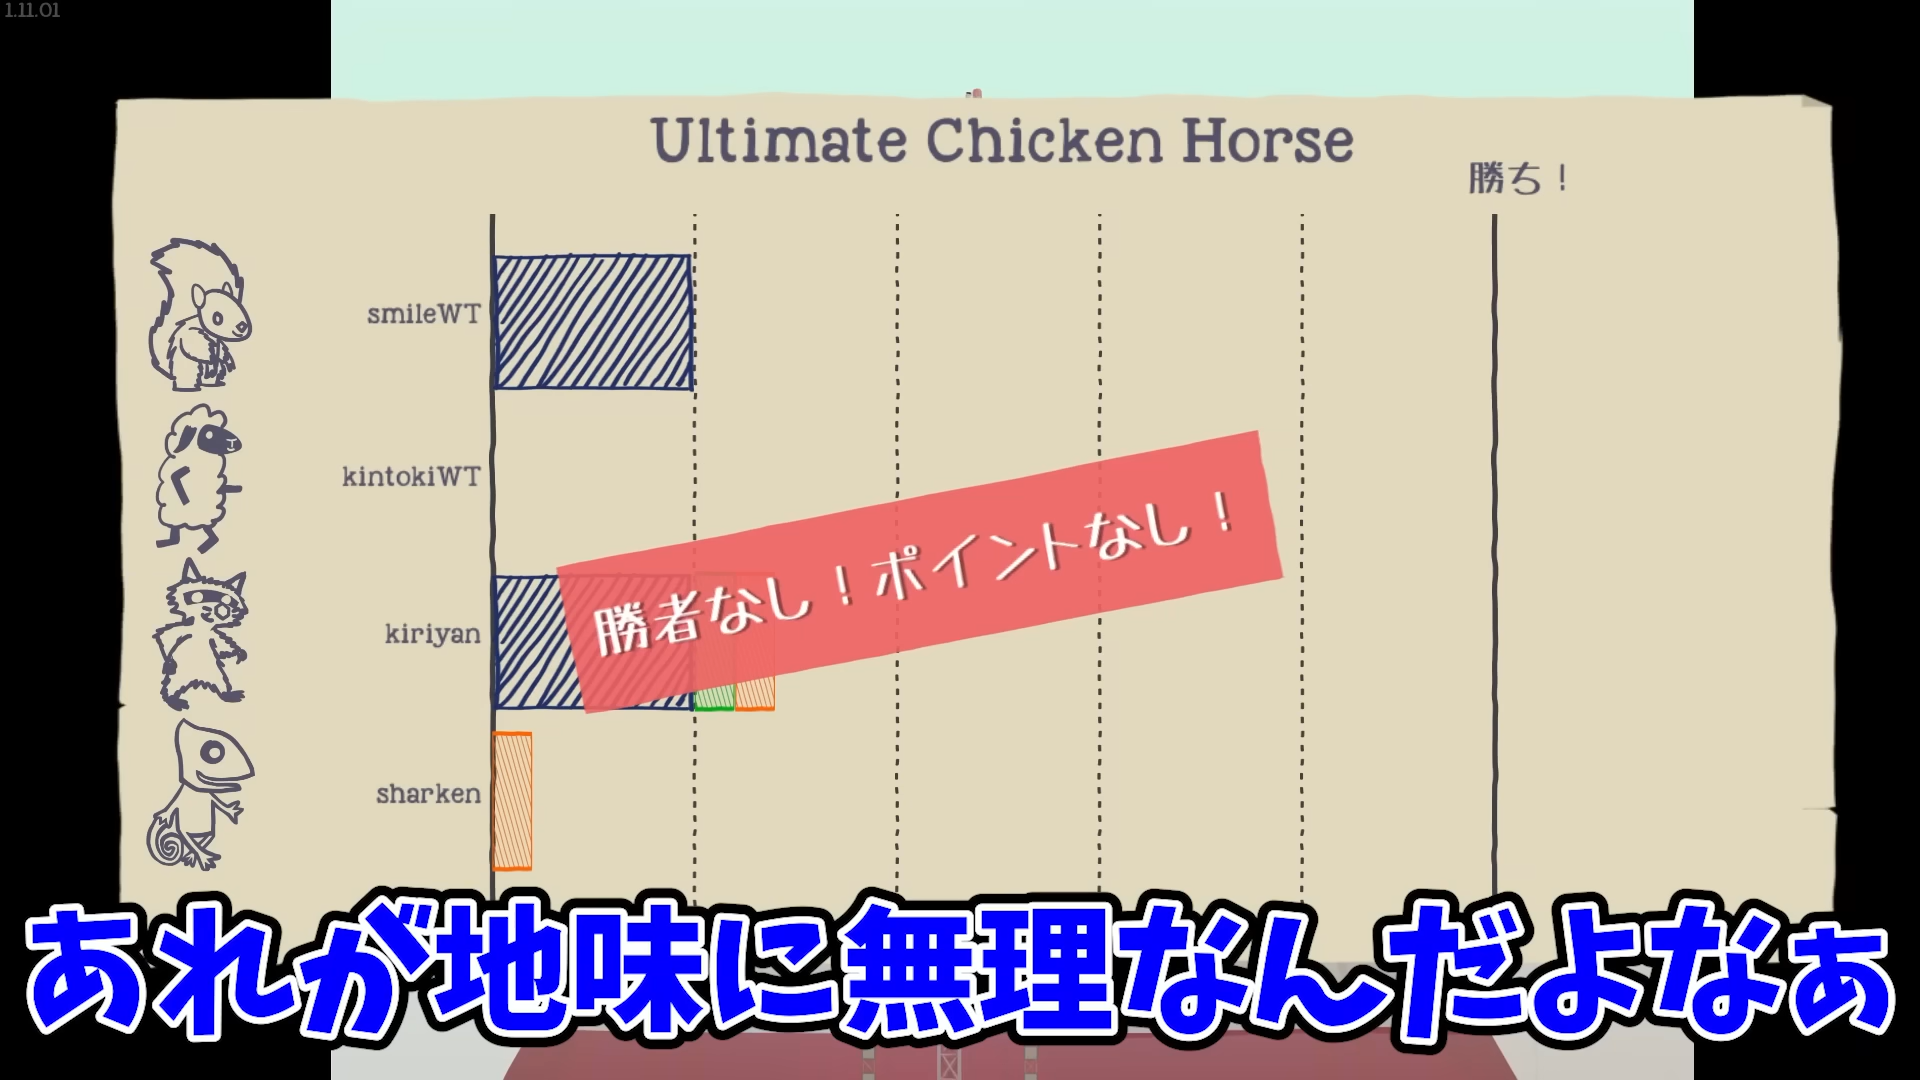 1.11.01
Ultimate Chicken Horse
勝ち！
smileWT
kintokiWT
勝者なし！ポイントなし！
kiriyan
sharken
あれが地味に無理なんだよなぁ